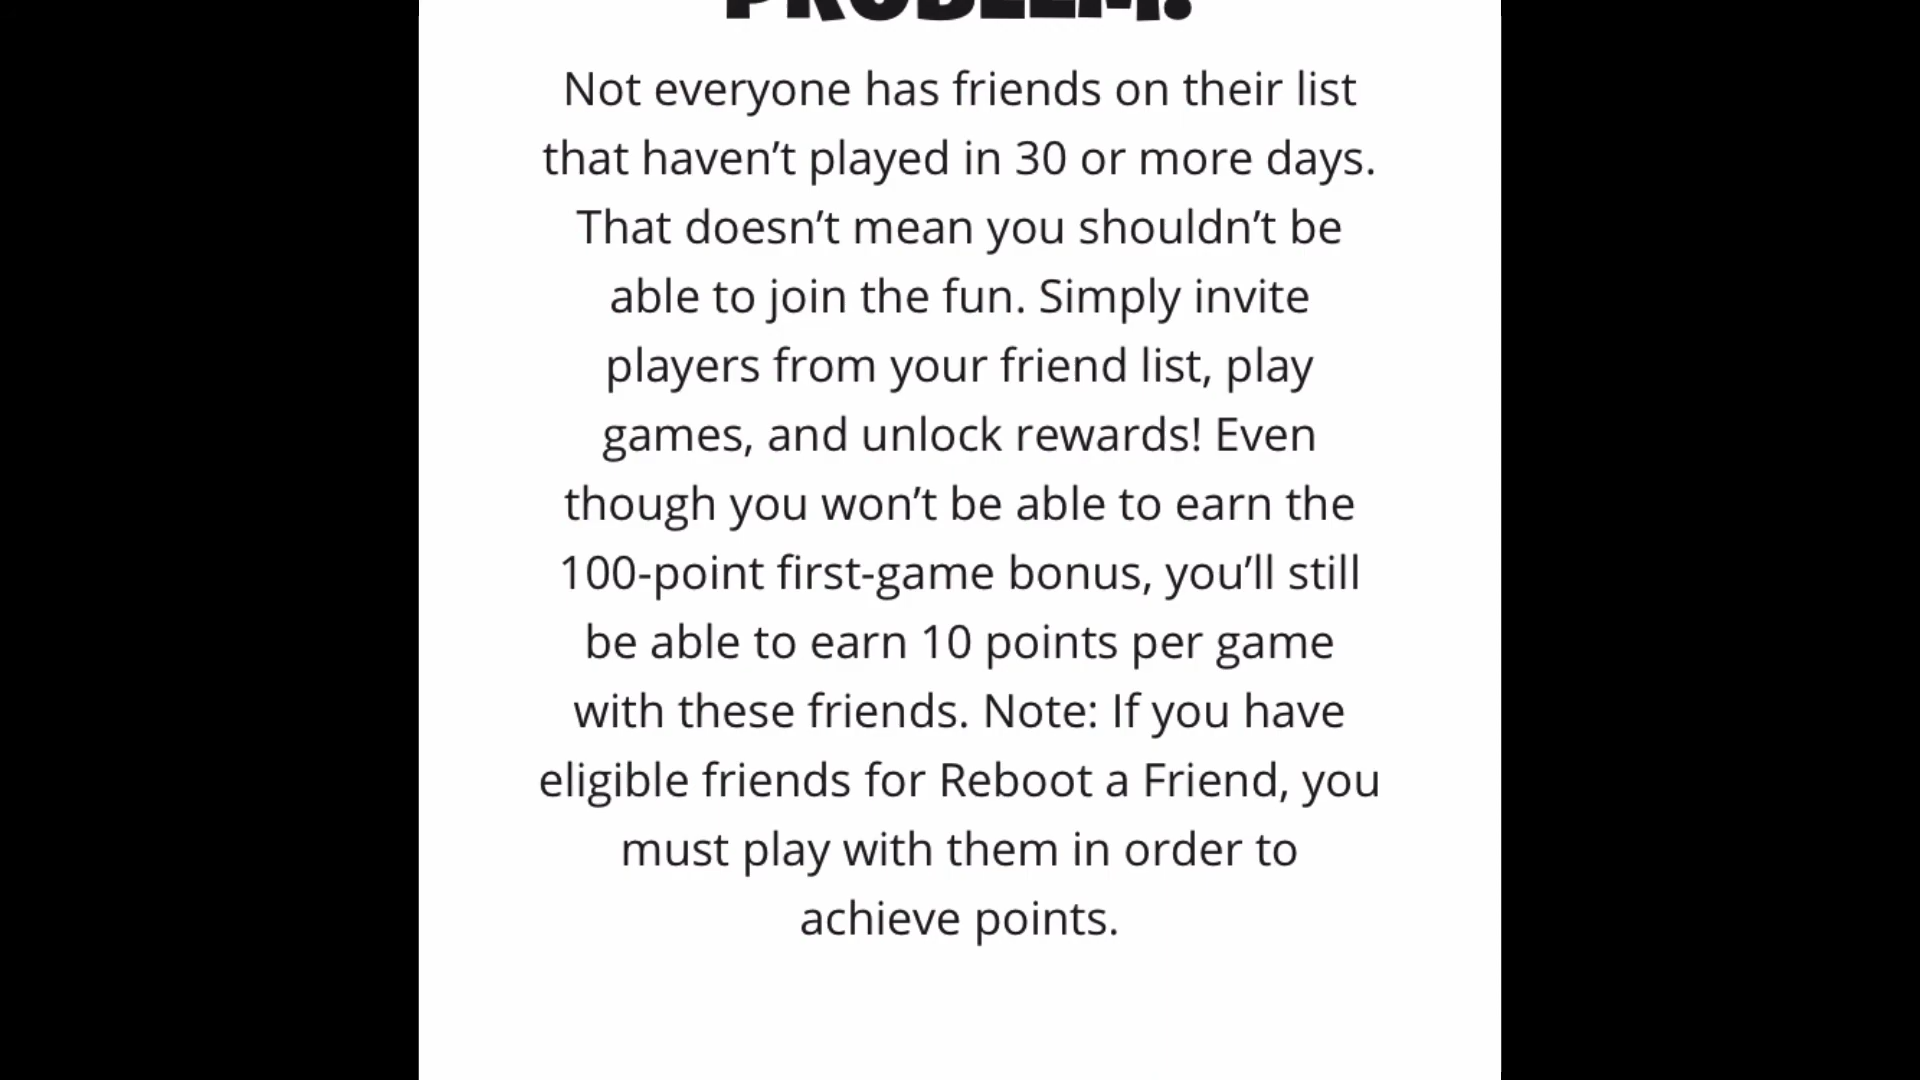 PROBLEM!
Not everyone has friends on their list
that haven’t played in 30 or more days.
That doesn’t mean you shouldn’t be
able to join the fun. Simply invite
players from your friend list, play
games, and unlock rewards! Even
though you won’t be able to earn the
100-point first-game bonus, you’ll still
be able to earn 10 points per game
with these friends. Note: If you have
eligible friends for Reboot a Friend, you
must play with them in order to
achieve points.